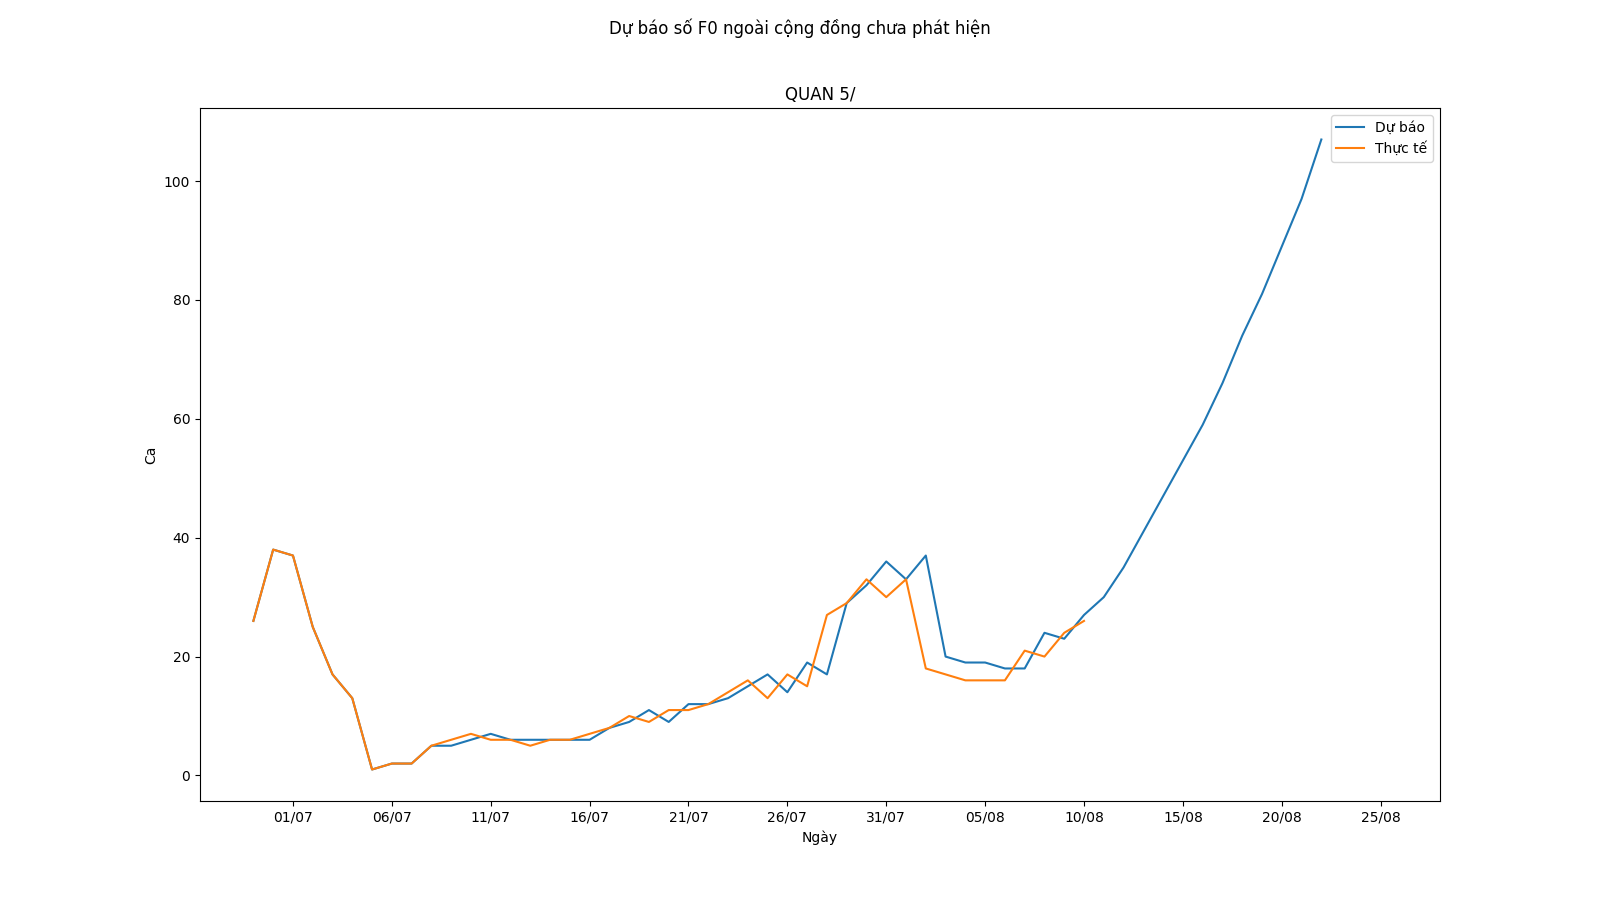 Dự báo số F0 ngoài cộng đồng chưa phát hiện
QUAN 5/
Dự báo
Thực tế
100
80
60
40
20
0
Ca
01/07 06/07 11/07 16/07 21/07 26/07 31/07 05/08 10/08 15/08 20/08 25/08
Ngày